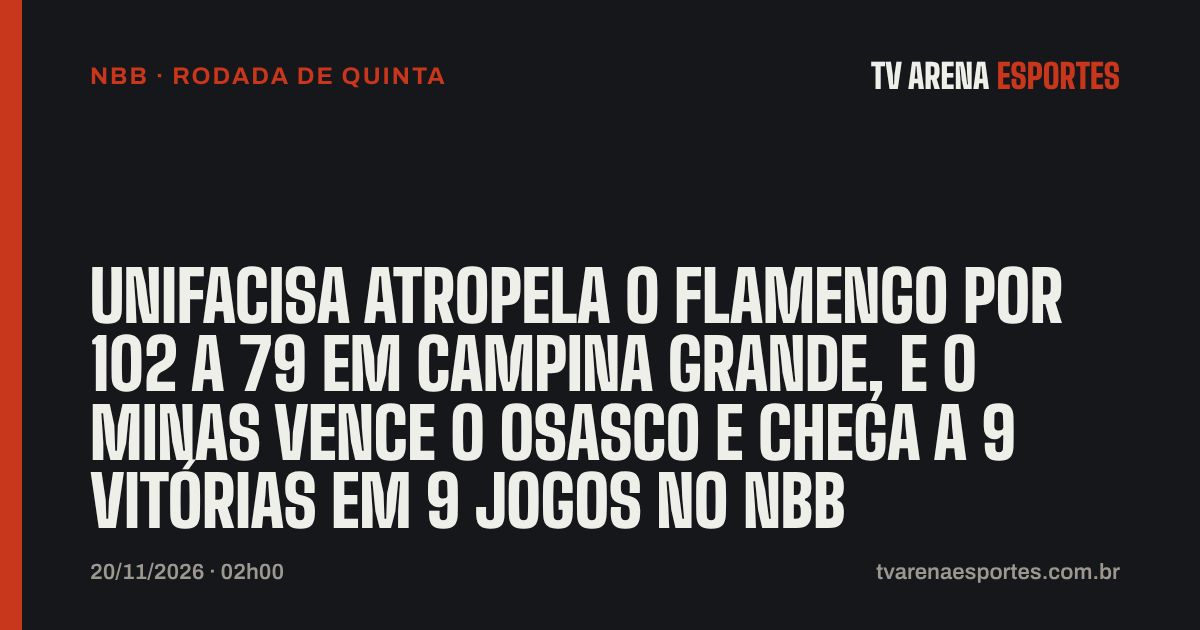 NBB · RODADA DE QUINTA
TV ARENA ESPORTES
UNIFACISA ATROPELA O FLAMENGO POR
102 A 79 EM CAMPINA GRANDE, E O
MINAS VENCE O OSASCO E CHEGA A 9
VITÓRIAS EM 9 JOGOS NO NBB
20/11/2026 · 02h00
tvarenaesportes.com.br